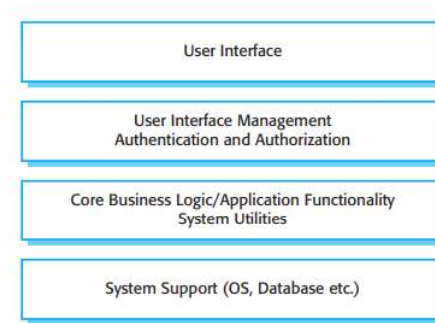 User Interface
User Interface Management
Authentication and Authorization
Core Business Logic/Application Functionality
System Utilities
System Support (OS, Database etc.)